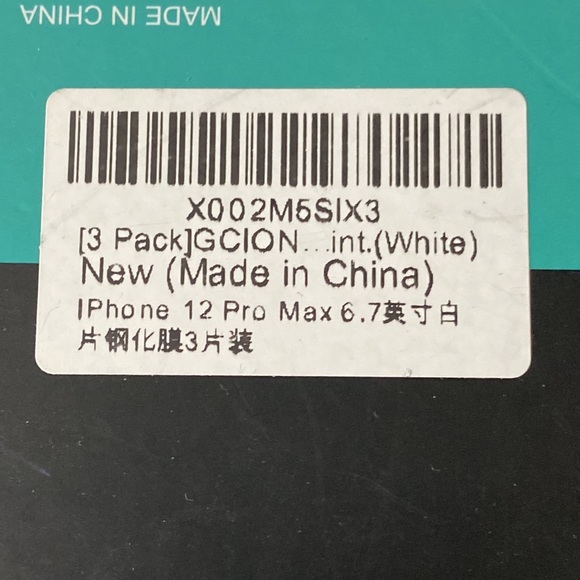 MADE IN CHINA
X002M5SIX3
[3 Pack]GCION...int.(White)
New (Made in China)
IPhone 12 Pro Max 6.7英寸白
片钢化膜3片装